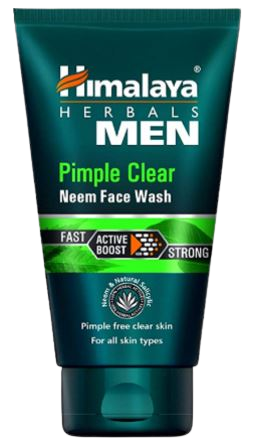 Himalaya®
HERBALS
MEN
Pimple Clear
Neem Face Wash
FAST
ACTIVE
BOOST
STRONG
Neem & Natural Salicylic
Pimple free clear skin
For all skin types